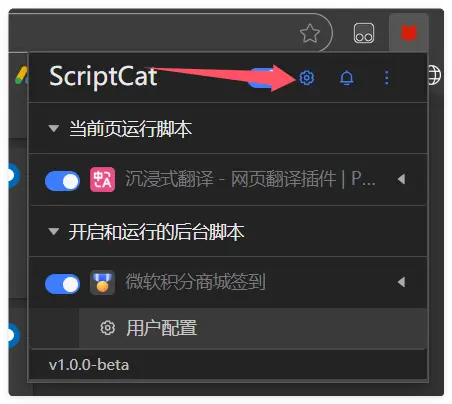 ScriptCat
当前页运行脚本
中A
沉浸式翻译 - 网页翻译插件 | P...
开启和运行的后台脚本
微软积分商城签到
用户配置
v1.0.0-beta